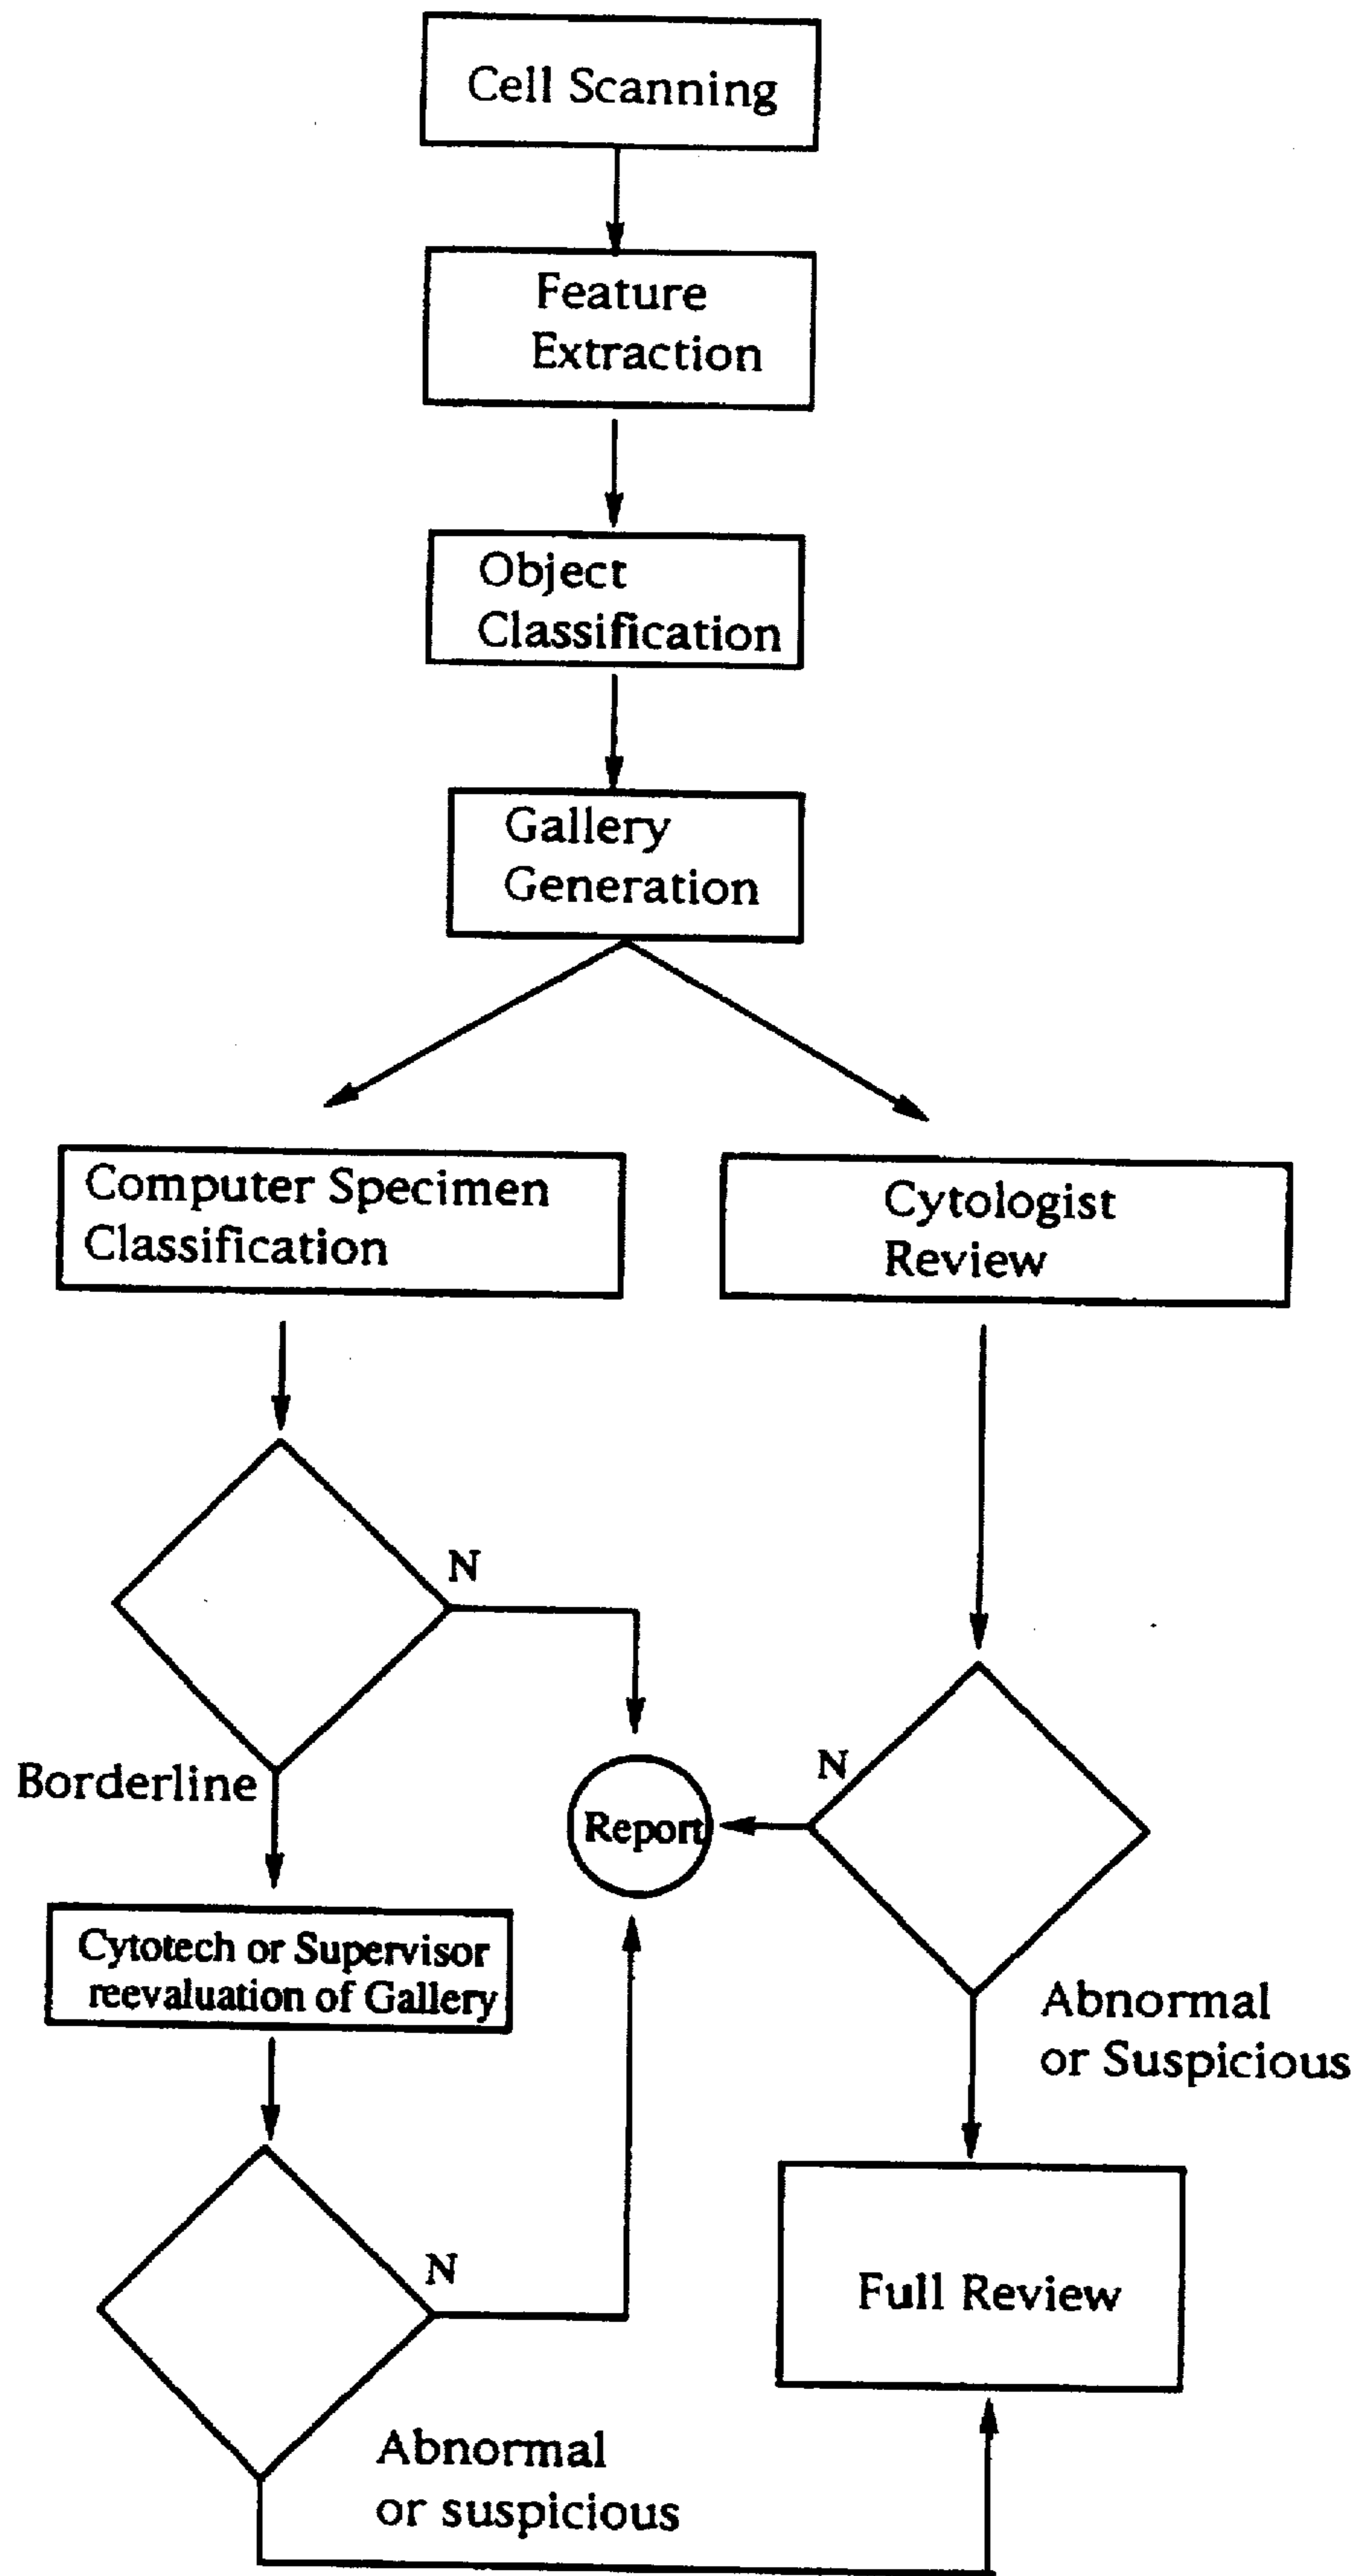 Cell Scanning
Feature
Extraction
Object
Classification
Gallery
Generation
Computer Specimen
Classification
Cytologist
Review
N
Borderline
Report
N
Cytotech or Supervisor
reevaluation of Gallery
Abnormal
or Suspicious
N
Full Review
Abnormal
or suspicious